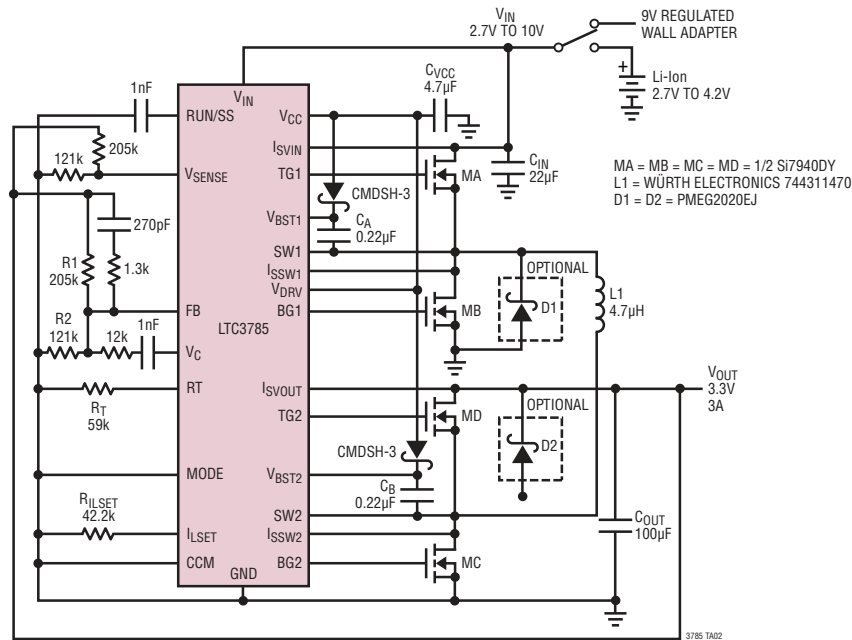 VIN
2.7V TO 10V
9V REGULATED
WALL ADAPTER
+
Li-Ion
2.7V TO 4.2V
1nF
205k
121k
270pF
R1
205k
1.3k
R2
121k
12k
1nF
RT
59k
RILSET
42.2k
VIN
RUN/SS
VSENSE
FB
LTC3785
VC
RT
MODE
ILSET
CCM
GND
VCC
ISVIN
TG1
VBST1
SW1
ISSW1
VDRV
BG1
ISVOUT
TG2
VBST2
SW2
ISSW2
BG2
CVCC
4.7µF
CMDSH-3
CA
0.22µF
MA
CIN
22µF
MA = MB = MC = MD = 1/2 Si7940DY
L1 = WÜRTH ELECTRONICS 744311470
D1 = D2 = PMEG2020EJ
OPTIONAL
D1
MB
L1
4.7µH
VOUT
3.3V
3A
MD
OPTIONAL
D2
CMDSH-3
CB
0.22µF
MC
COUT
100µF
3785 TA02